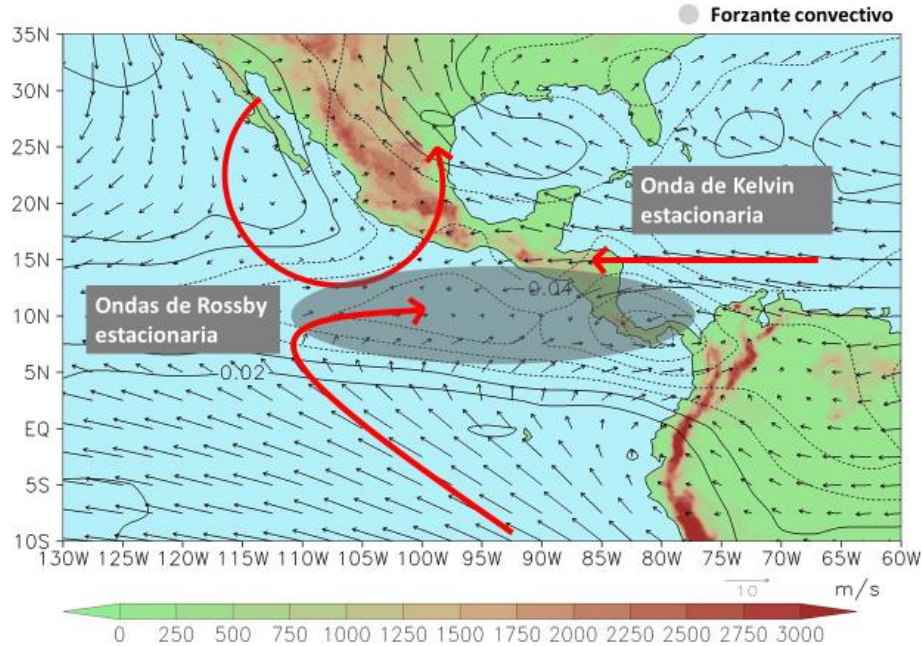 Forzante convectivo
35N
30N
25N
20N
15N
10N
5N
EQ
5S
10S
Onda de Kelvin
estacionaria
Ondas de Rossby
estacionaria
0.04
0.02
130W 125W 120W 115W 110W 105W 100W 95W 90W 85W 80W 75W 70W 65W 60W
10
m/s
0 250 500 750 1000 1250 1500 1750 2000 2250 2500 2750 3000